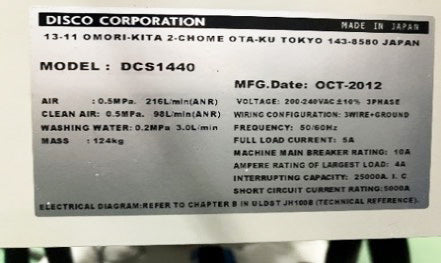 DISCO CORPORATION MADE IN JAPAN
13-11 OMORI-KITA 2-CHOME OTA-KU TOKYO 143-8580 JAPAN
MODEL : DCS1440
MFG.Date: OCT-2012
AIR : 0.5MPa. 216L/min(ANR)
CLEAN AIR: 0.5MPa. 98L/min(ANR)
WASHING WATER: 0.2MPa 3.0L/min
MASS : 124kg
VOLTAGE: 200-240VAC ±10% 3PHASE
WIRING CONFIGURATION: 3WIRE+GROUND
FREQUENCY: 50/60Hz
FULL LOAD CURRENT: 5A
MACHINE MAIN BREAKER RATING: 10A
AMPERE RATING OF LARGEST LOAD: 4A
INTERRUPTING CAPACITY: 25000A. I. C
SHORT CIRCUIT CURRENT RATING:5000A
ELECTRICAL DIAGRAM:REFER TO CHAPTER B IN ULDST JH100B (TECHNICAL REFERENCE).